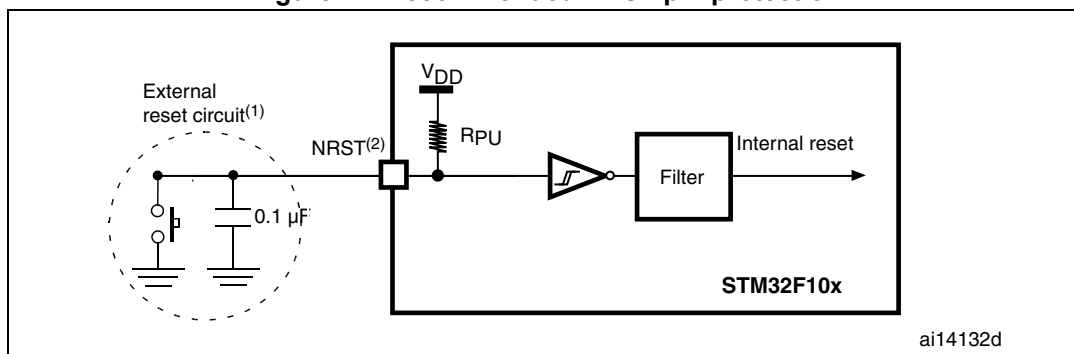 External
reset circuit(1)
VDD
RPU
NRST(2)
Internal reset
Filter
0.1 µF
STM32F10x
ai14132d